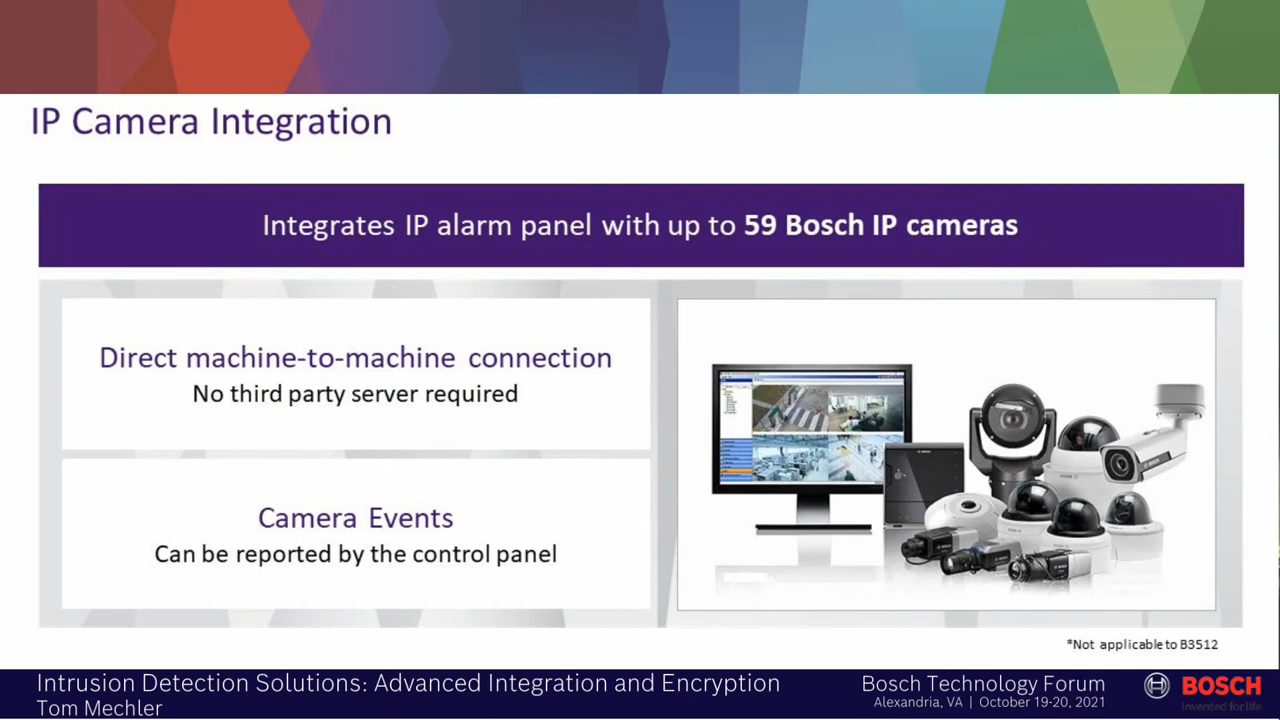 IP Camera Integration
Integrates IP alarm panel with up to 59 Bosch IP cameras
Direct machine-to-machine connection
No third party server required
Camera Events
Can be reported by the control panel
*Not applicable to B3512
Intrusion Detection Solutions: Advanced Integration and Encryption
Tom Mechler
Bosch Technology Forum
Alexandria, VA | October 19-20, 2021
BOSCH
Invented for life